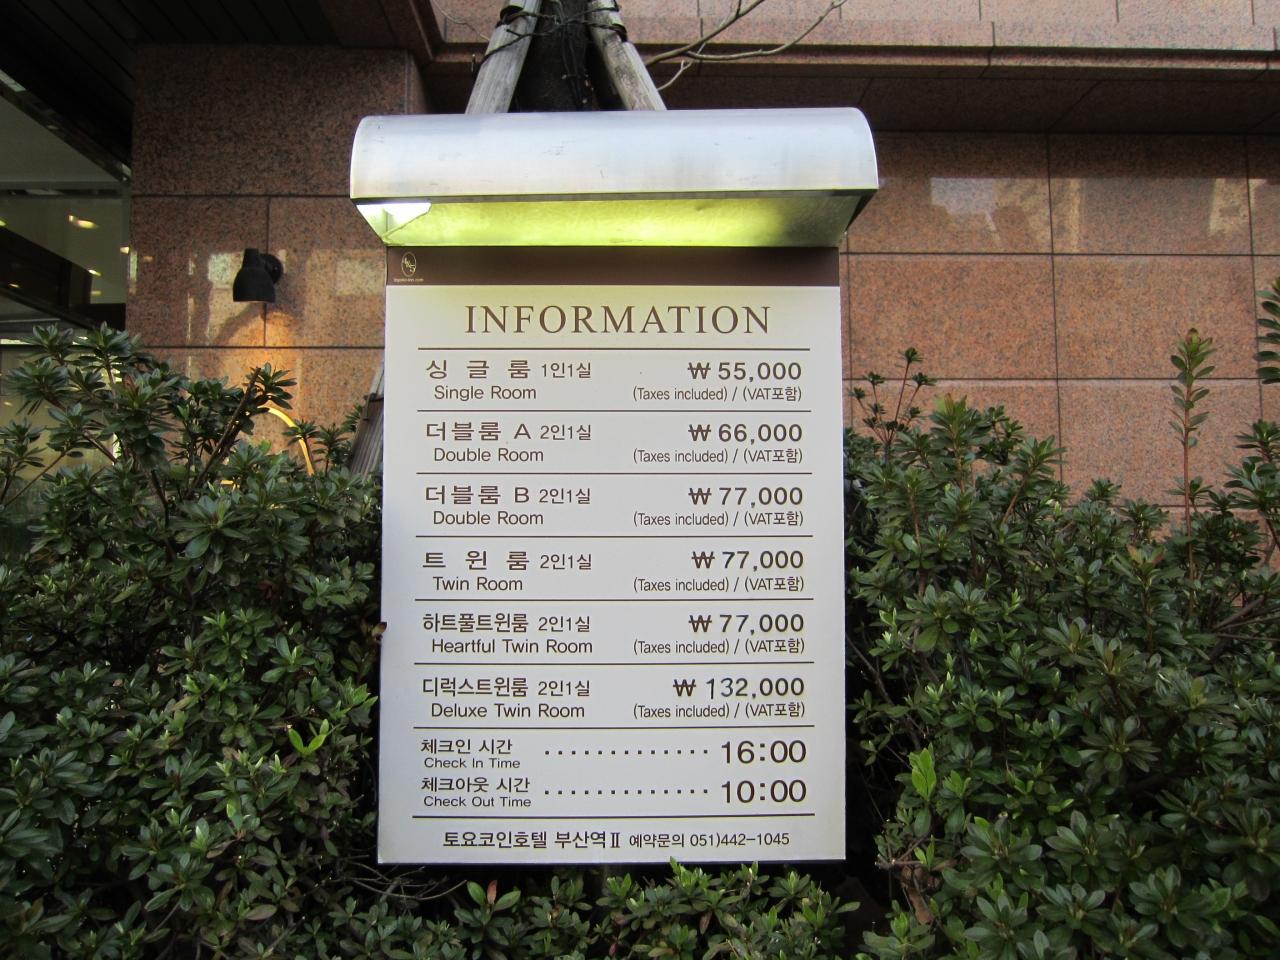 INFORMATION
싱 글 룸 1인1실 ₩ 55,000
Single Room (Taxes included) / (VAT포함)
더블룸 A 2인1실 ₩ 66,000
Double Room (Taxes included) / (VAT포함)
더블룸 B 2인1실 ₩ 77,000
Double Room (Taxes included) / (VAT포함)
트 윈 룸 2인1실 ₩ 77,000
Twin Room (Taxes included) / (VAT포함)
하트풀트윈룸 2인1실 ₩ 77,000
Heartful Twin Room (Taxes included) / (VAT포함)
디럭스트윈룸 2인1실 ₩ 132,000
Deluxe Twin Room (Taxes included) / (VAT포함)
체크인 시간 ············· 16:00
Check In Time
체크아웃 시간 ············· 10:00
Check Out Time
토요코인호텔 부산역Ⅱ 예약문의 051)442-1045